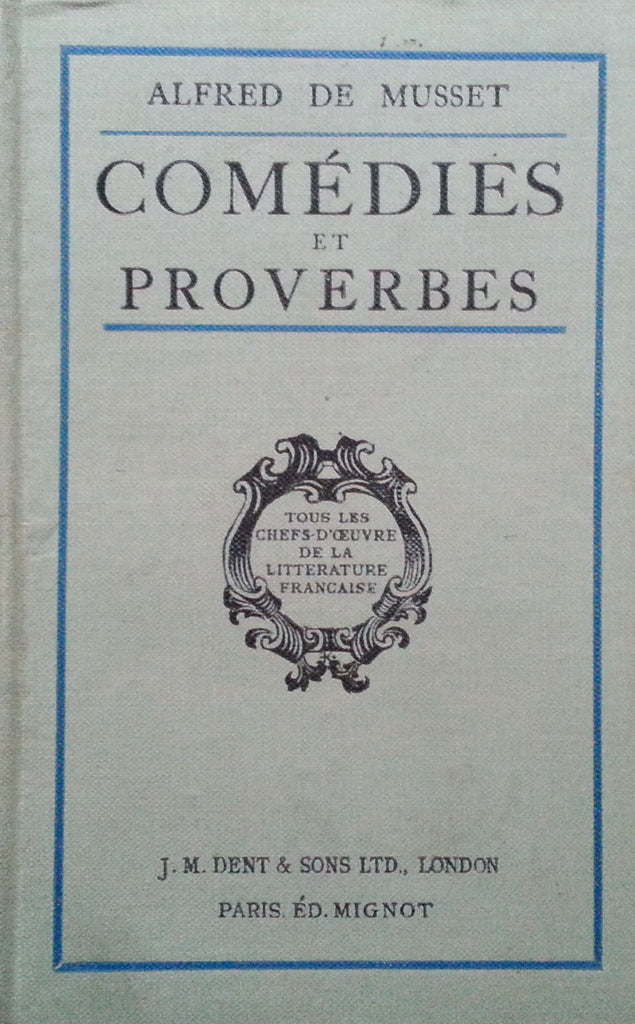 ALFRED DE MUSSET
COMÉDIES
ET
PROVERBES
TOUS LES
CHEFS-D'ŒUVRE
DE LA
LITTERATURE
FRANCAISE
J. M. DENT & SONS LTD., LONDON
PARIS. ÉD. MIGNOT